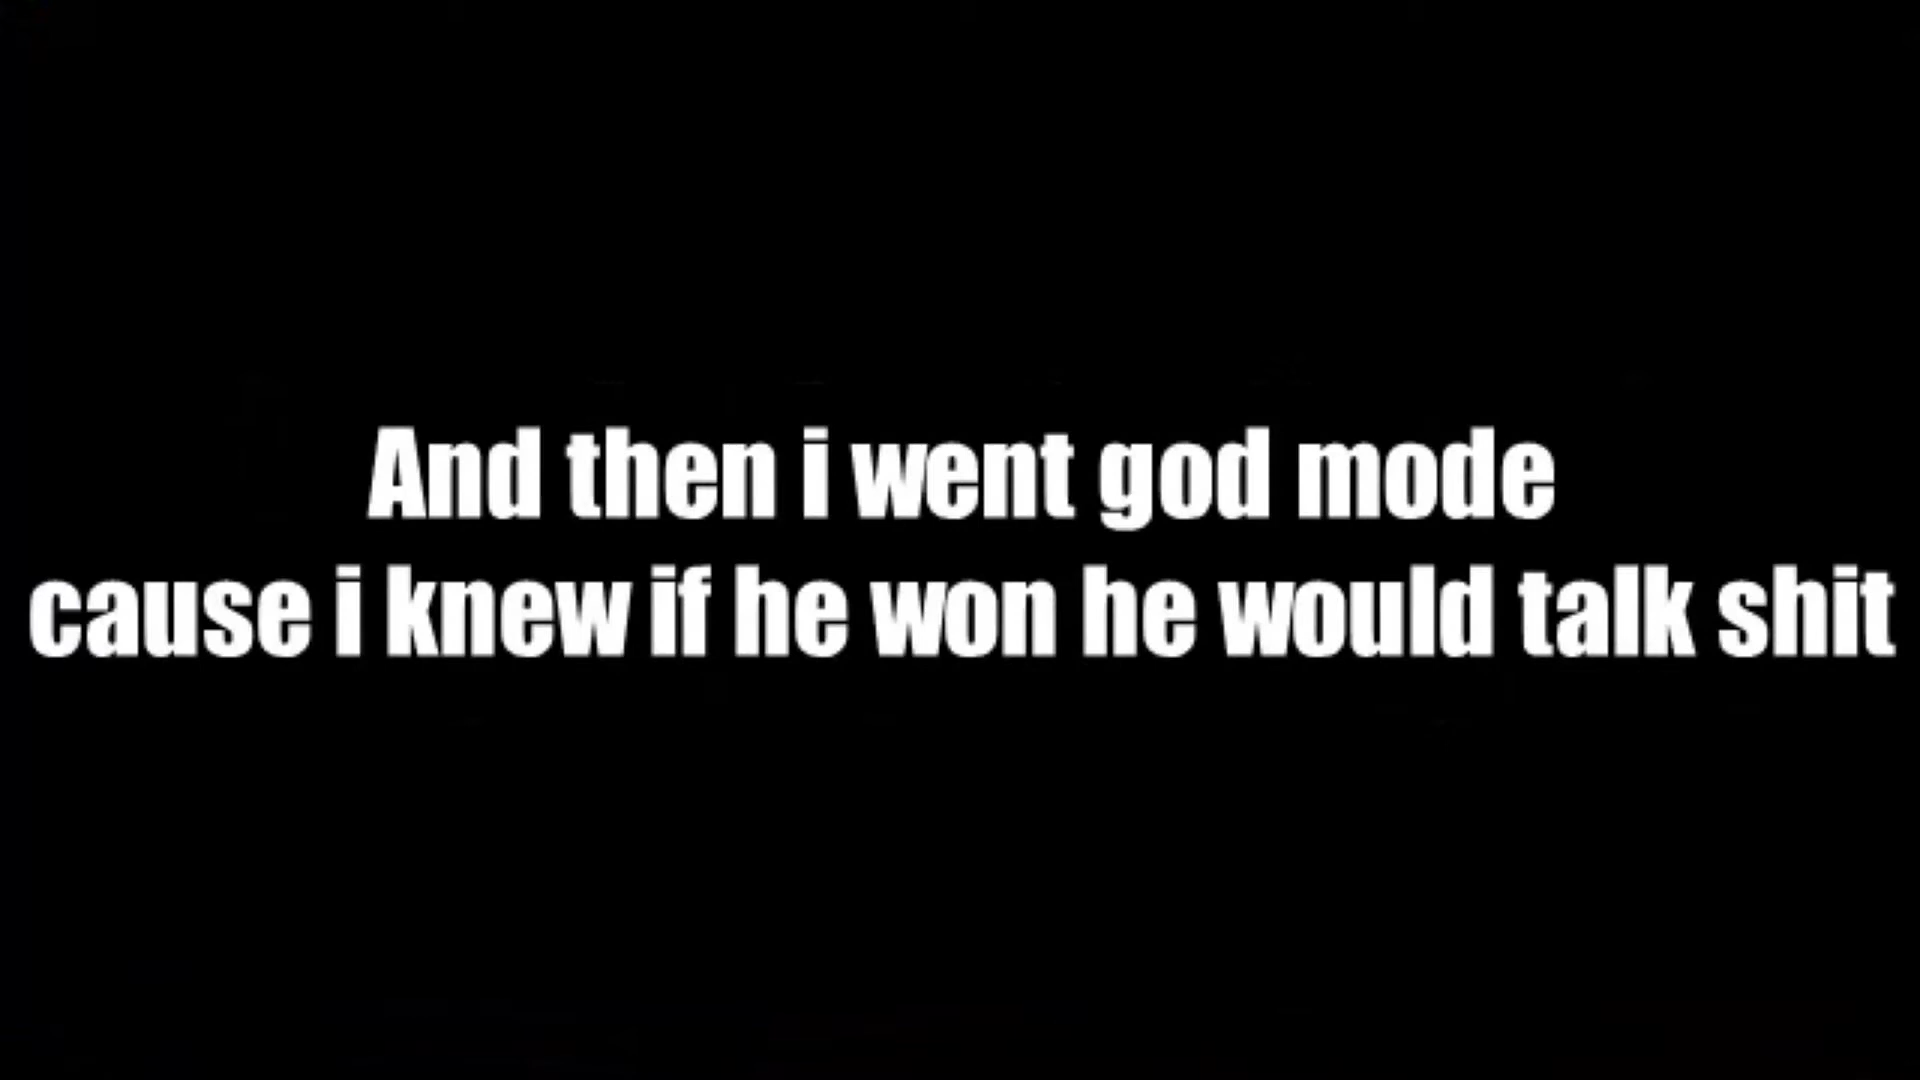 And then i went god mode
cause i knew if he won he would talk shit